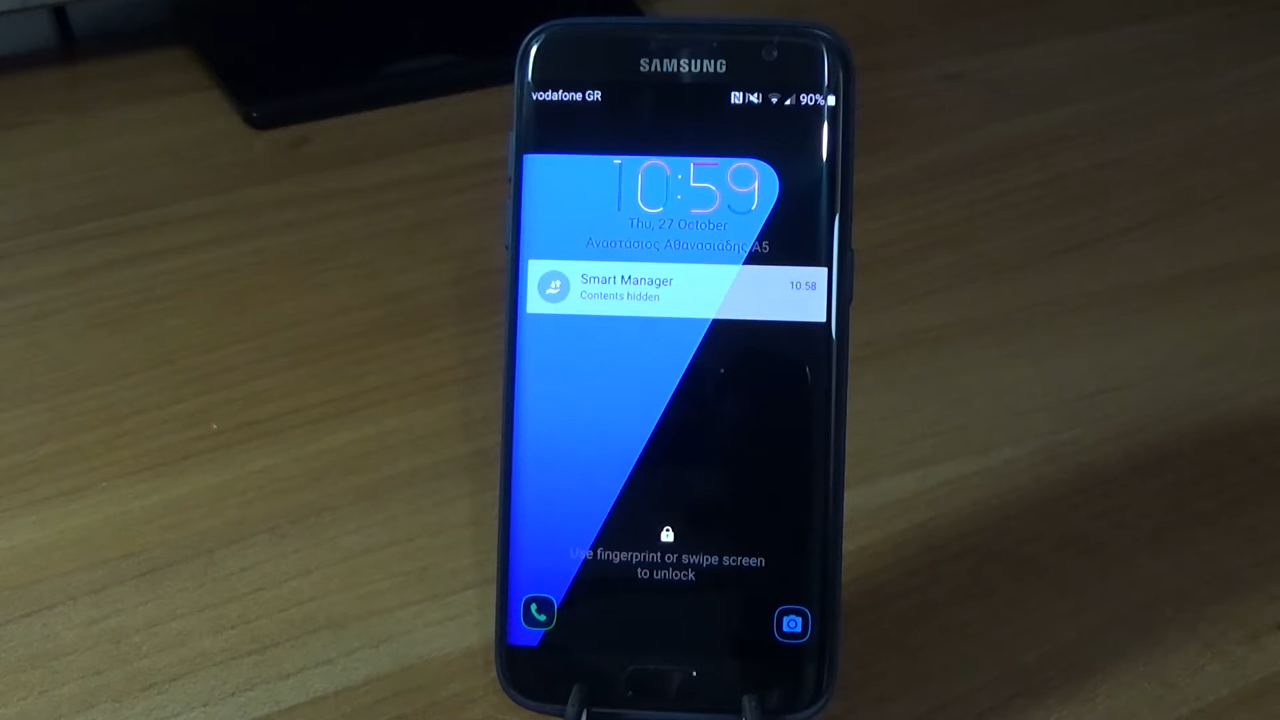 SAMSUNG
vodafone GR
90%
10:59
Thu, 27 October
Αναστάσιος Αθανασιάδης A5
Smart Manager
10.58
Contents hidden
Use fingerprint or swipe screen
to unlock